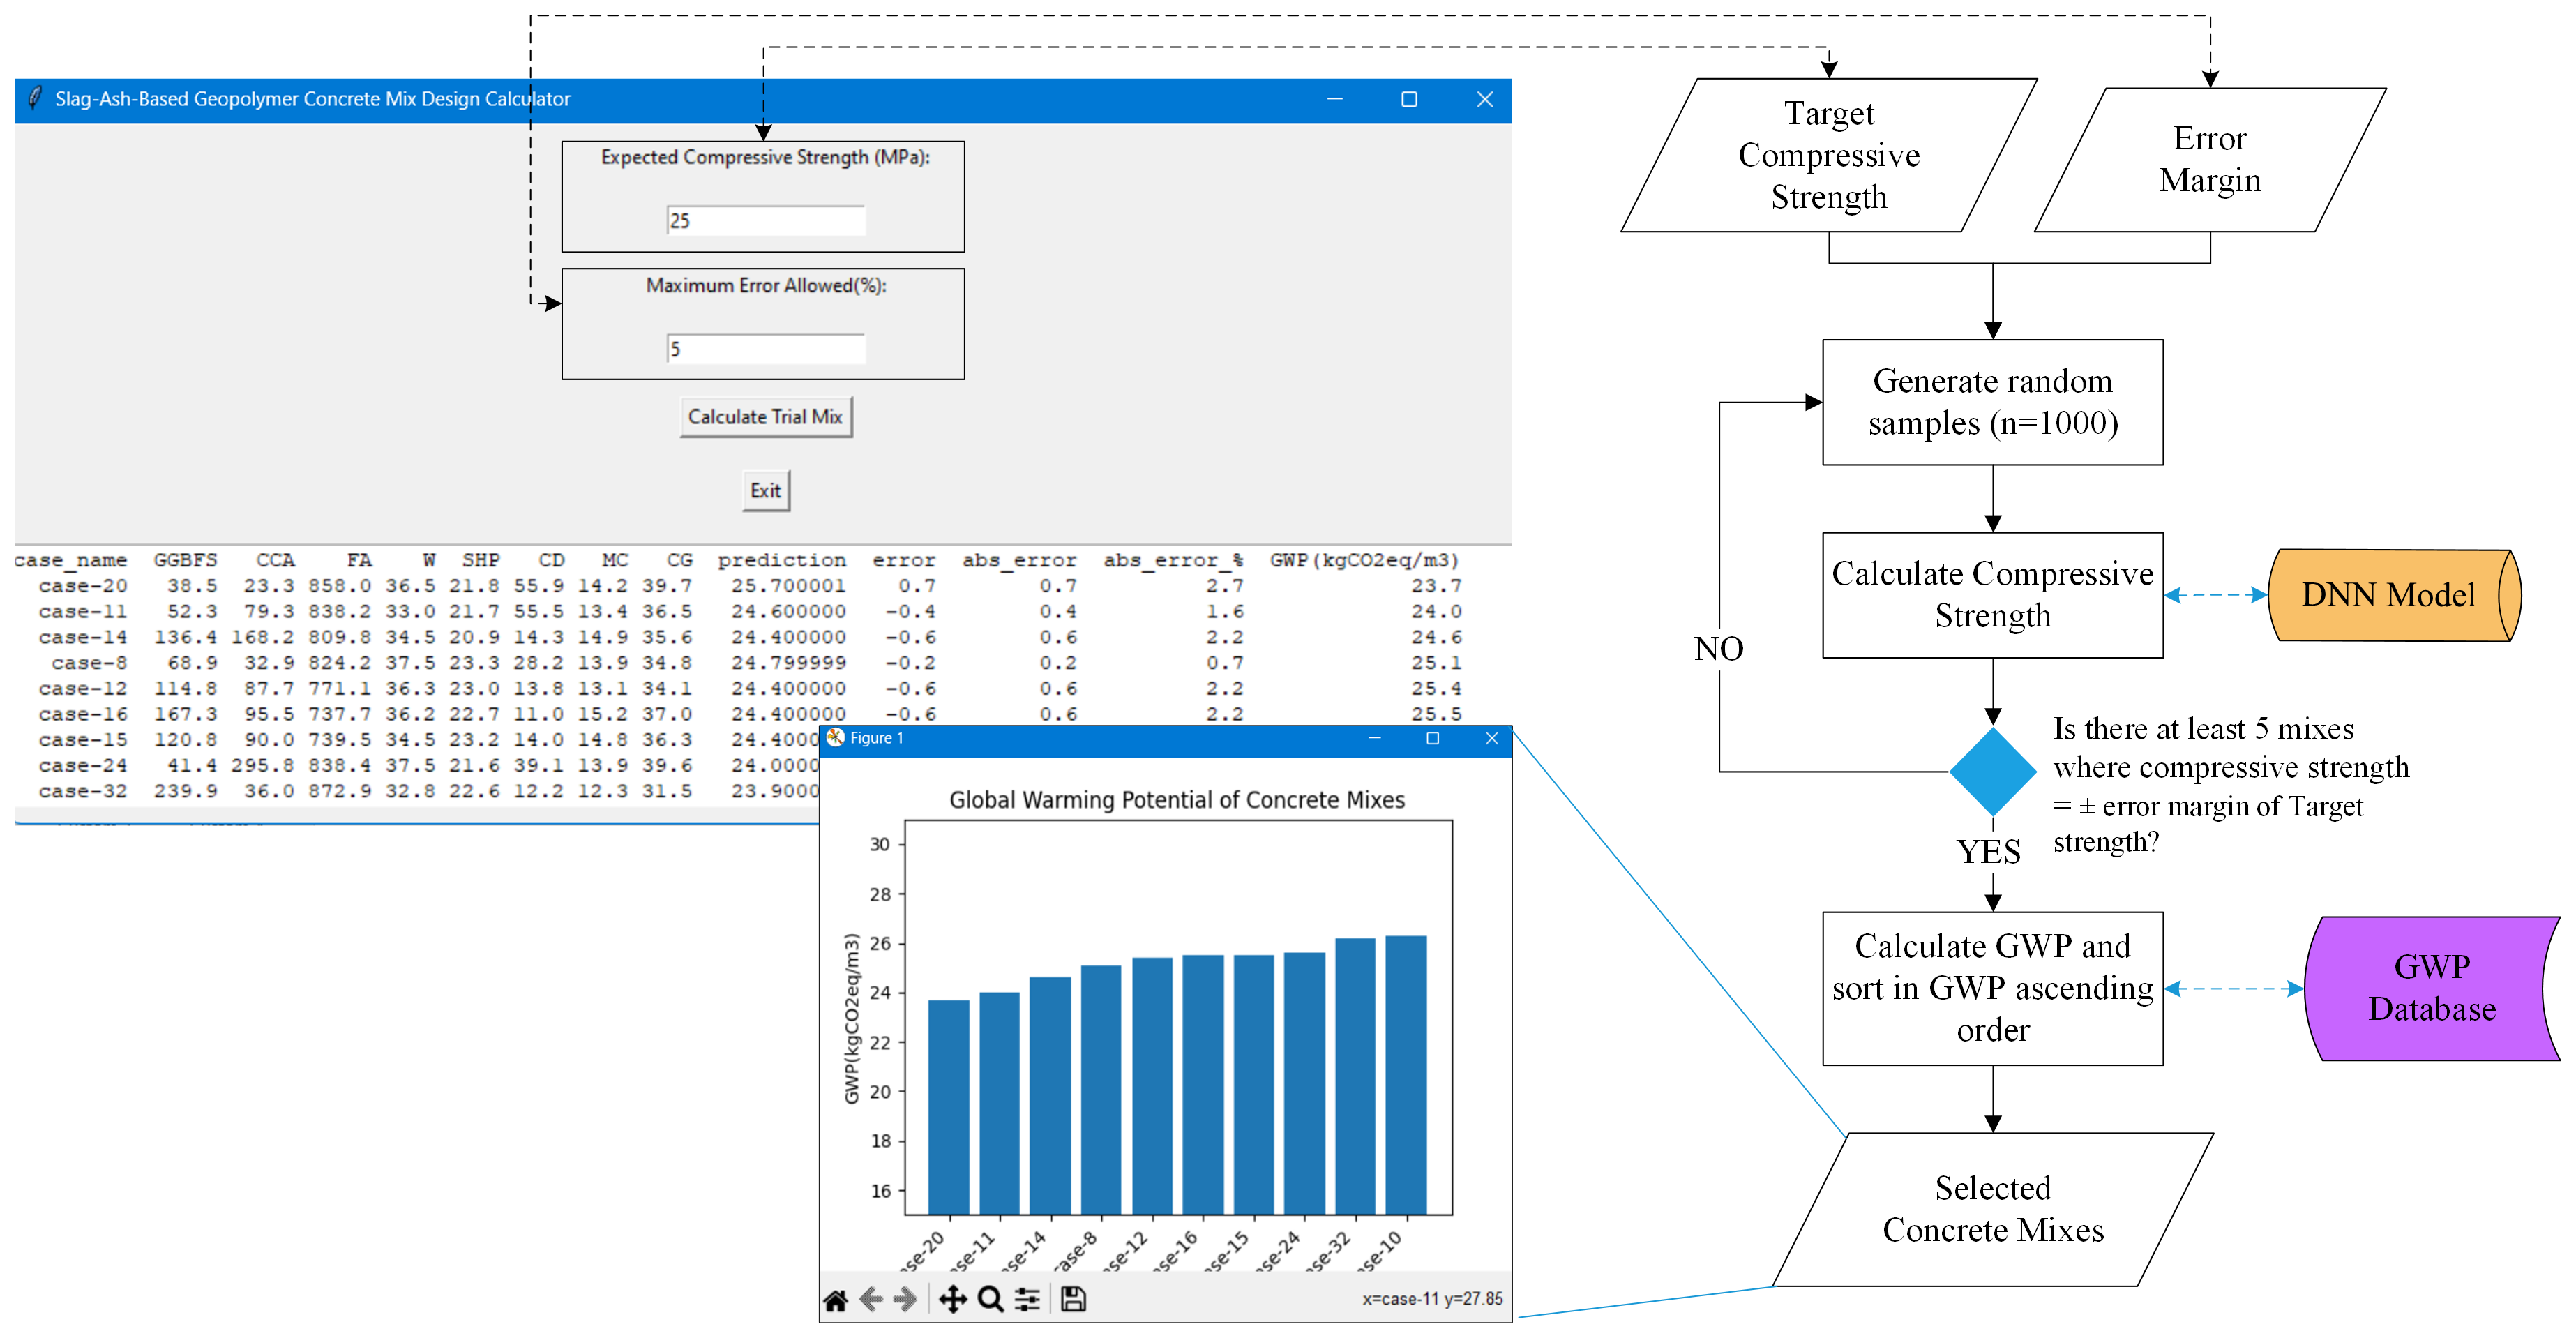 Slag-Ash-Based Geopolymer Concrete Mix Design Calculator
Expected Compressive Strength (MPa):
25
Maximum Error Allowed(%):
5
Calculate Trial Mix
Exit
case_name GGBFS CCA FA W SHP CD MC CG prediction error abs_error abs_error_% GWP(kgCO2eq/m3)
case-20 38.5 23.3 858.0 36.5 21.8 55.9 14.2 39.7 25.700001 0.7 0.7 2.7 23.7
case-11 52.3 79.3 838.2 33.0 21.7 55.5 13.4 36.5 24.600000 -0.4 0.4 1.6 24.0
case-14 136.4 168.2 809.8 34.5 20.9 14.3 14.9 35.6 24.400000 -0.6 0.6 2.2 24.6
case-8 68.9 32.9 824.2 37.5 23.3 28.2 13.9 34.8 24.799999 -0.2 0.2 0.7 25.1
case-12 114.8 87.7 771.1 36.3 23.0 13.8 13.1 34.1 24.400000 -0.6 0.6 2.2 25.4
case-16 167.3 95.5 737.7 36.2 22.7 11.0 15.2 37.0 24.400000 -0.6 0.6 2.2 25.5
case-15 120.8 90.0 739.5 34.5 23.2 14.0 14.8 36.3 24.4000
case-24 41.4 295.8 838.4 37.5 21.6 39.1 13.9 39.6 24.0000
case-32 239.9 36.0 872.9 32.8 22.6 12.2 12.3 31.5 23.9000
Figure 1
Global Warming Potential of Concrete Mixes
GWP(kgCO2eq/m3)
30
28
26
24
22
20
18
16
ase-20 ase-11 ase-14 case-8 ase-12 ase-16 ase-15 ase-24 ase-32 ase-10
x=case-11 y=27.85
Target
Compressive
Strength
Error
Margin
Generate random
samples (n=1000)
Calculate Compressive
Strength
DNN Model
NO
Is there at least 5 mixes
where compressive strength
= ± error margin of Target
strength?
YES
Calculate GWP and
sort in GWP ascending
order
GWP
Database
Selected
Concrete Mixes